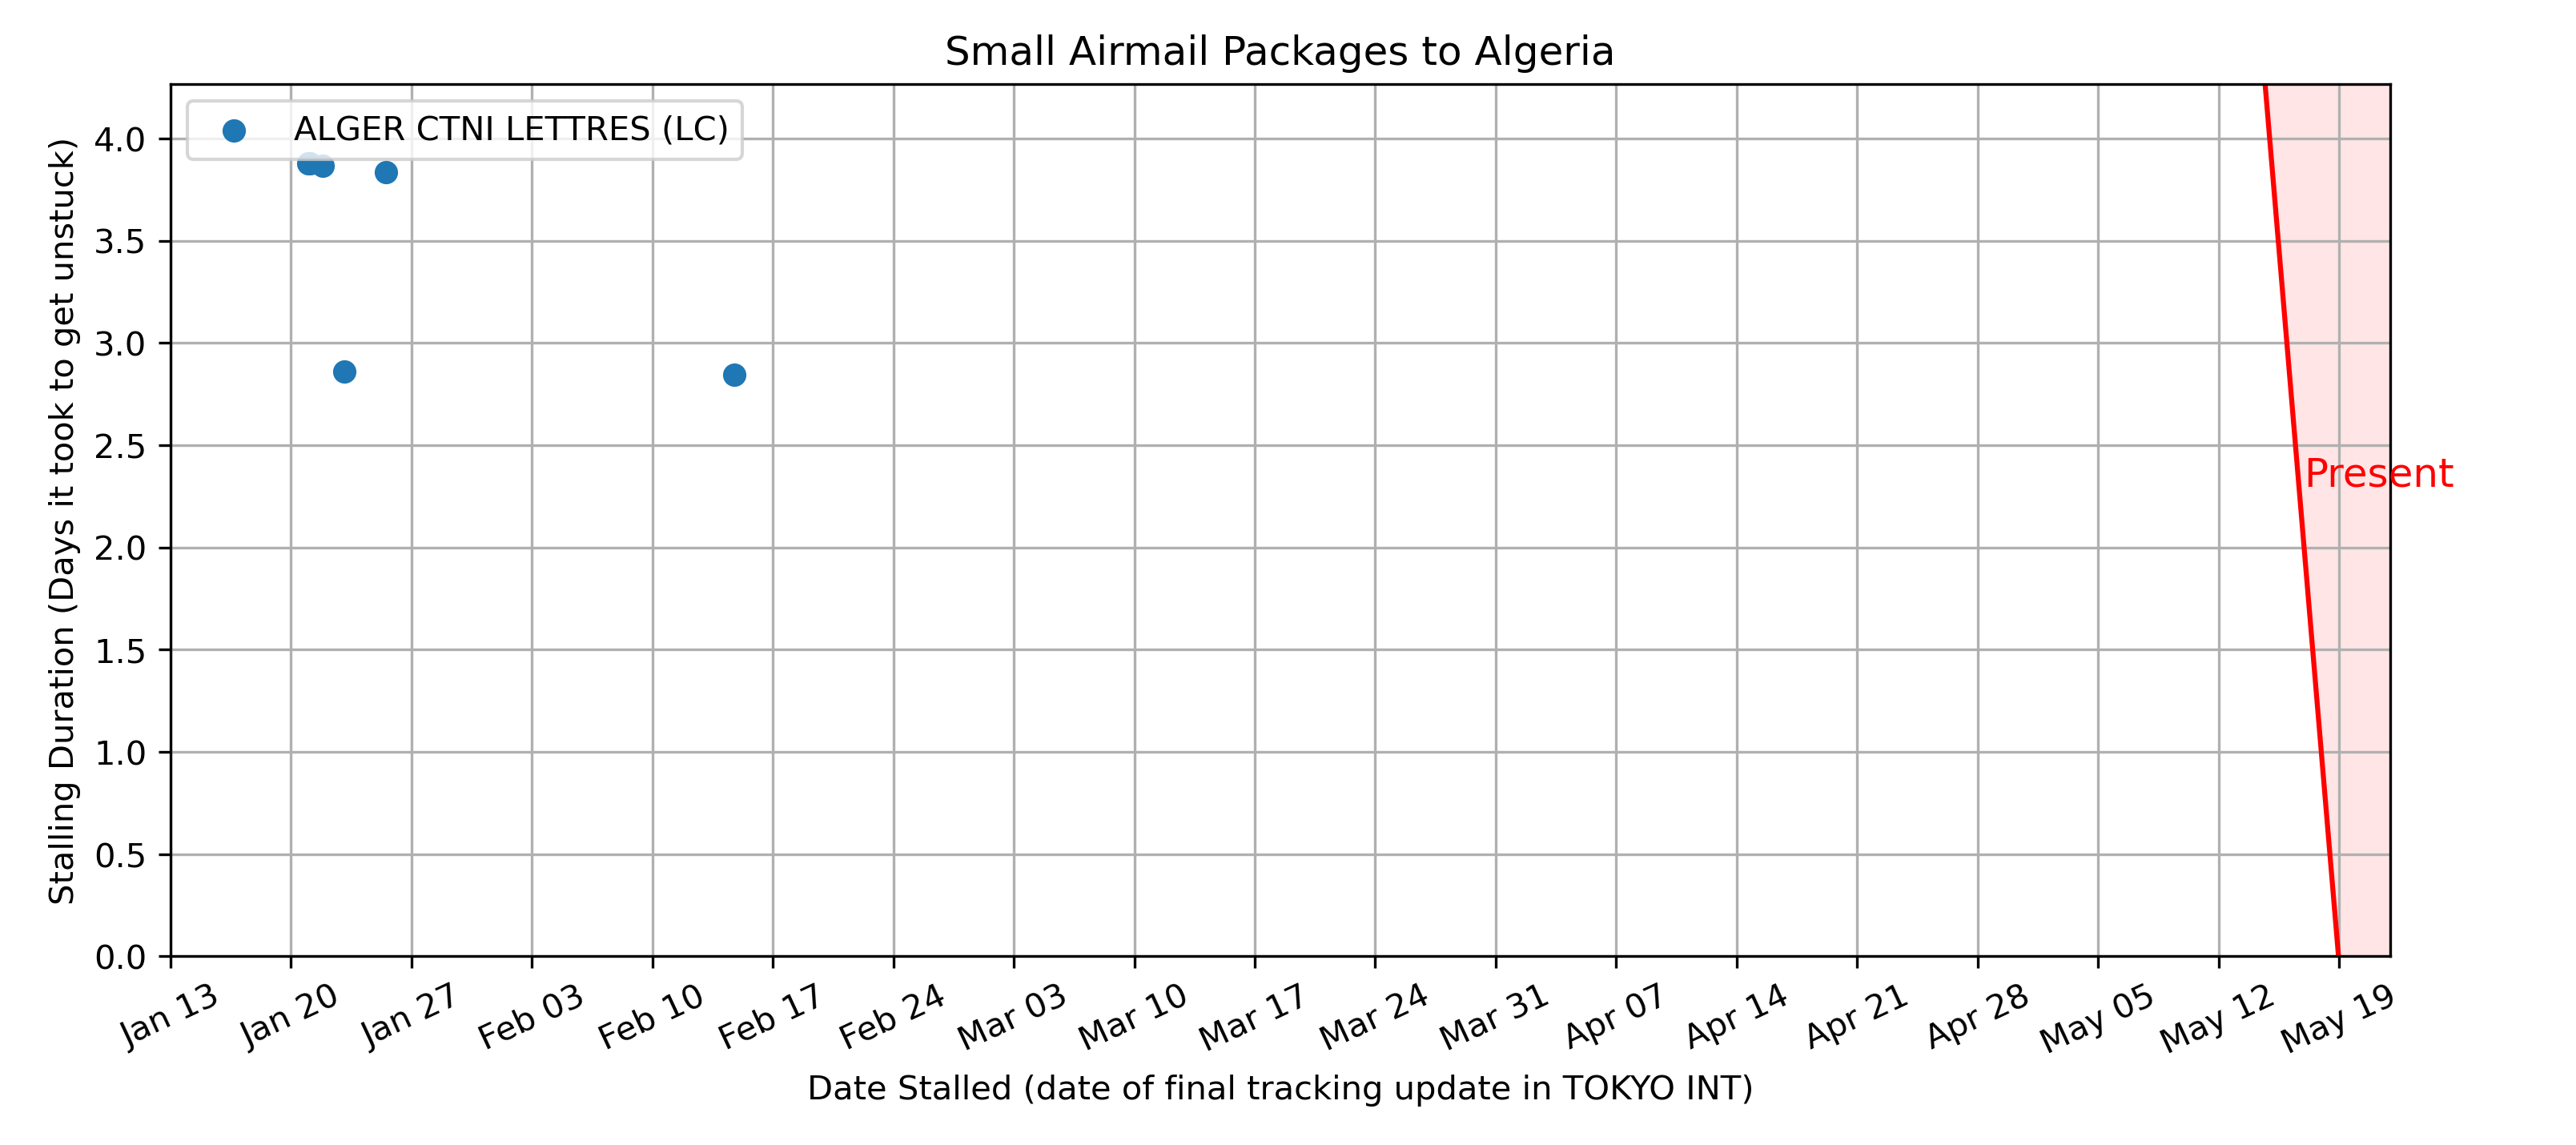 Small Airmail Packages to Algeria
ALGER CTNI LETTRES (LC)
Stalling Duration (Days it took to get unstuck)
4.0
3.5
3.0
2.5
2.0
1.5
1.0
0.5
0.0
Present
Jan 13 Jan 20 Jan 27 Feb 03 Feb 10 Feb 17 Feb 24 Mar 03 Mar 10 Mar 17 Mar 24 Mar 31 Apr 07 Apr 14 Apr 21 Apr 28 May 05 May 12 May 19
Date Stalled (date of final tracking update in TOKYO INT)